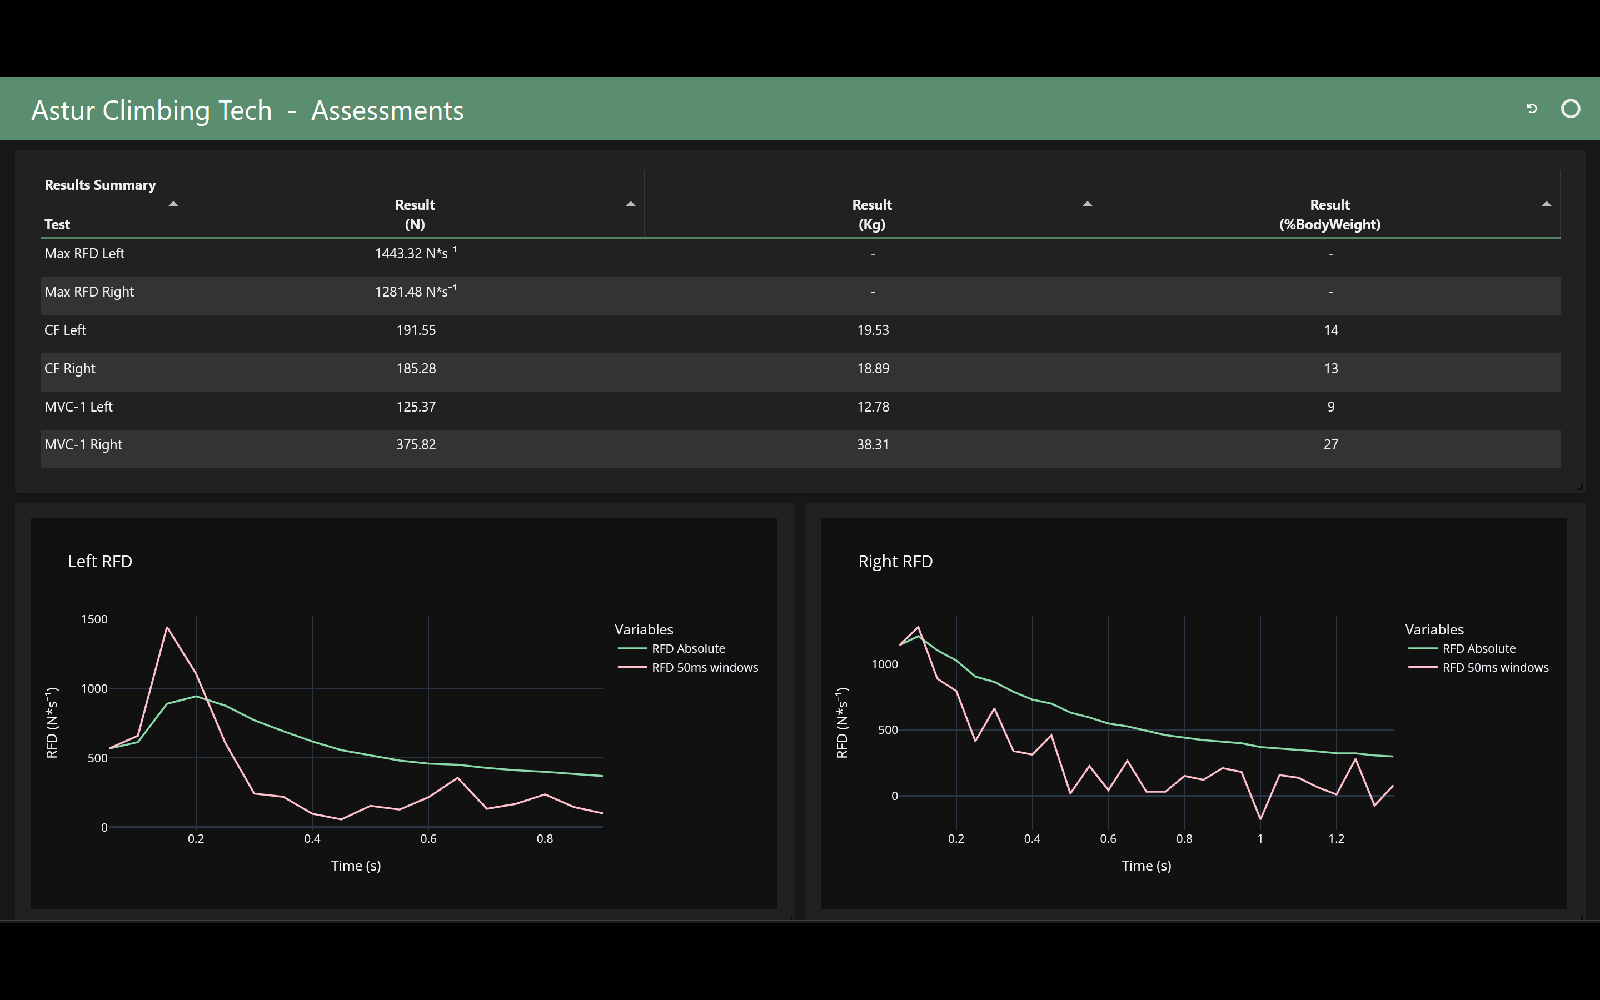 Astur Climbing Tech - Assessments
Results Summary
Test
Result
(N)
Result
(Kg)
Result
(%BodyWeight)
Max RFD Left 1443.32 N*s ⁻¹ - -
Max RFD Right 1281.48 N*s⁻¹ - -
CF Left 191.55 19.53 14
CF Right 185.28 18.89 13
MVC-1 Left 125.37 12.78 9
MVC-1 Right 375.82 38.31 27
Left RFD
1500
1000
500
0
RFD (N*s⁻¹)
0.2 0.4 0.6 0.8
Time (s)
Variables
RFD Absolute
RFD 50ms windows
Right RFD
1000
500
0
RFD (N*s⁻¹)
0.2 0.4 0.6 0.8 1 1.2
Time (s)
Variables
RFD Absolute
RFD 50ms windows